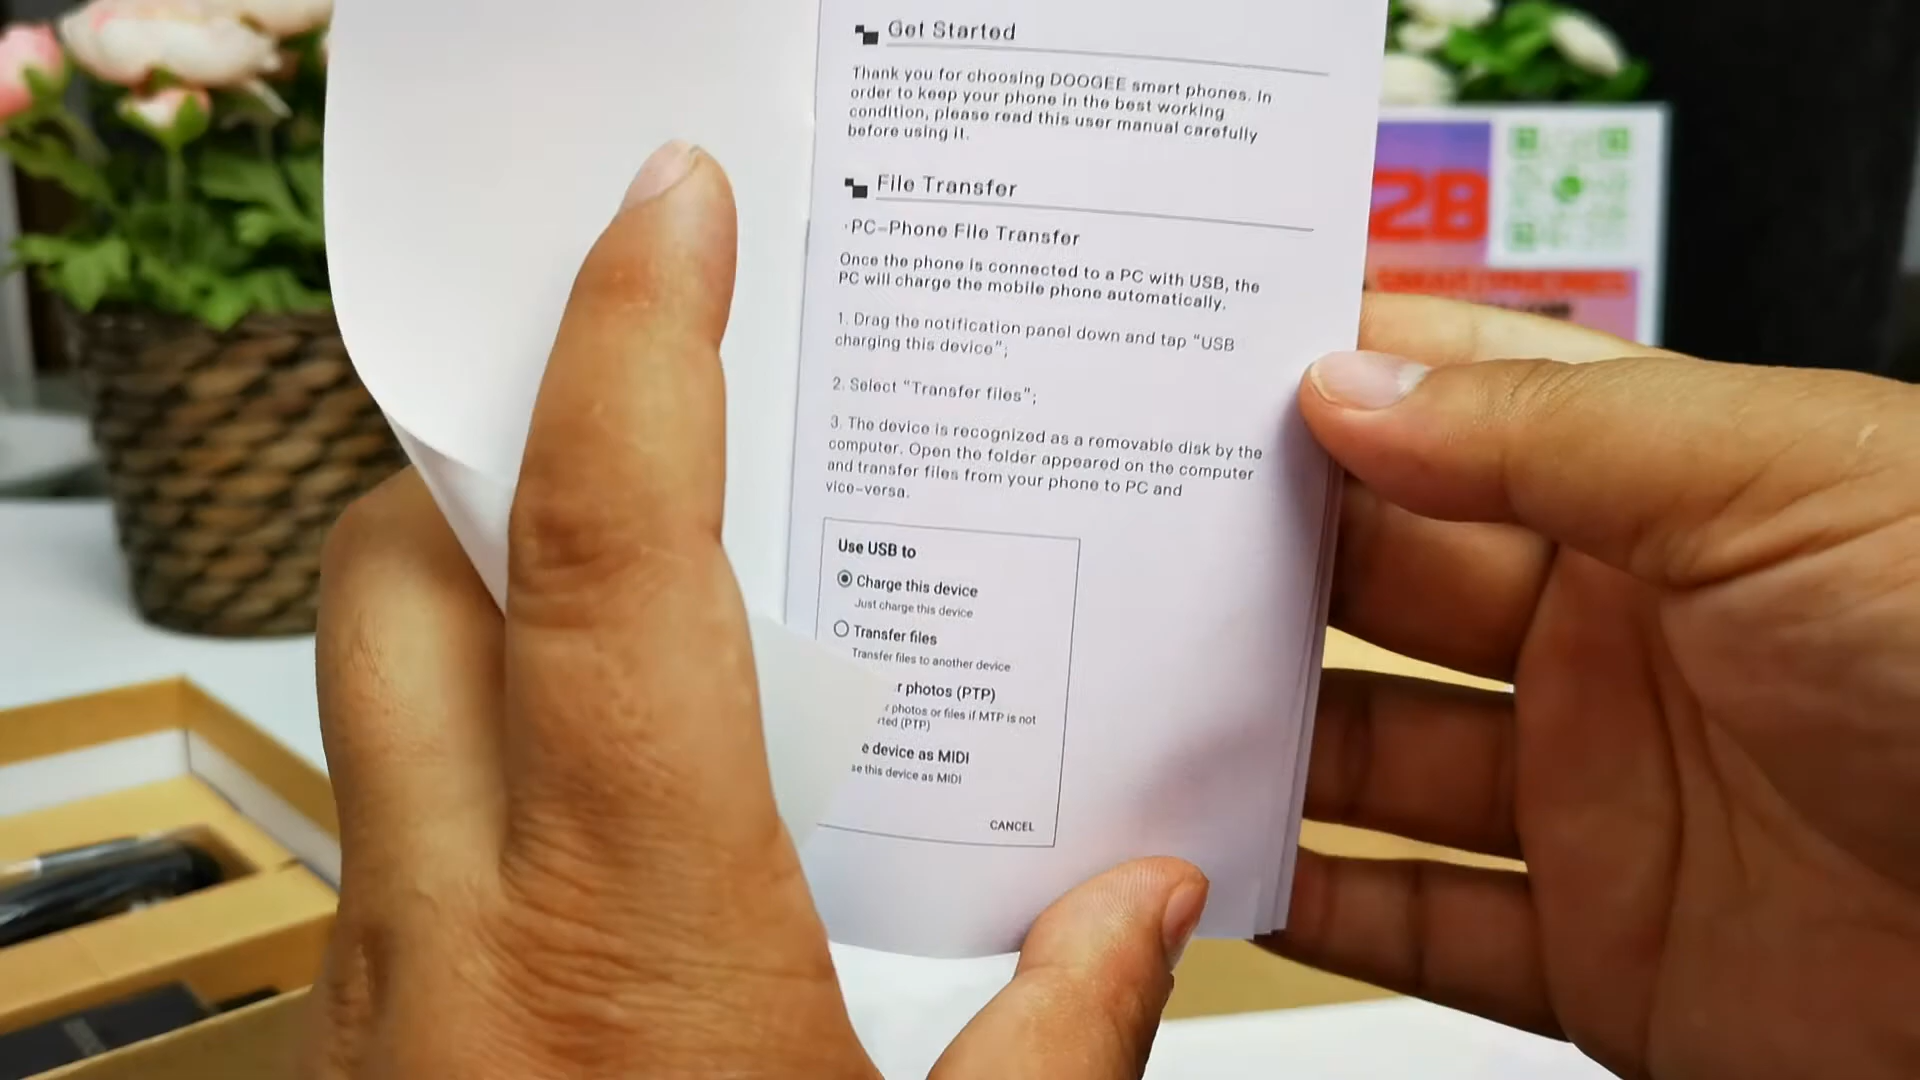 Get Started
Thank you for choosing DOOGEE smart phones. In
order to keep your phone in the best working
condition, please read this user manual carefully
before using it.
File Transfer
·PC-Phone File Transfer
Once the phone is connected to a PC with USB, the
PC will charge the mobile phone automatically.
1. Drag the notification panel down and tap “USB
charging this device”;
2. Select “Transfer files”;
3. The device is recognized as a removable disk by the
computer. Open the folder appeared on the computer
and transfer files from your phone to PC and
vice-versa.
Use USB to
Charge this device
Just charge this device
Transfer files
Transfer files to another device
r photos (PTP)
photos or files if MTP is not
rted (PTP)
e device as MIDI
se this device as MIDI
CANCEL
2B
SMARTPHONES